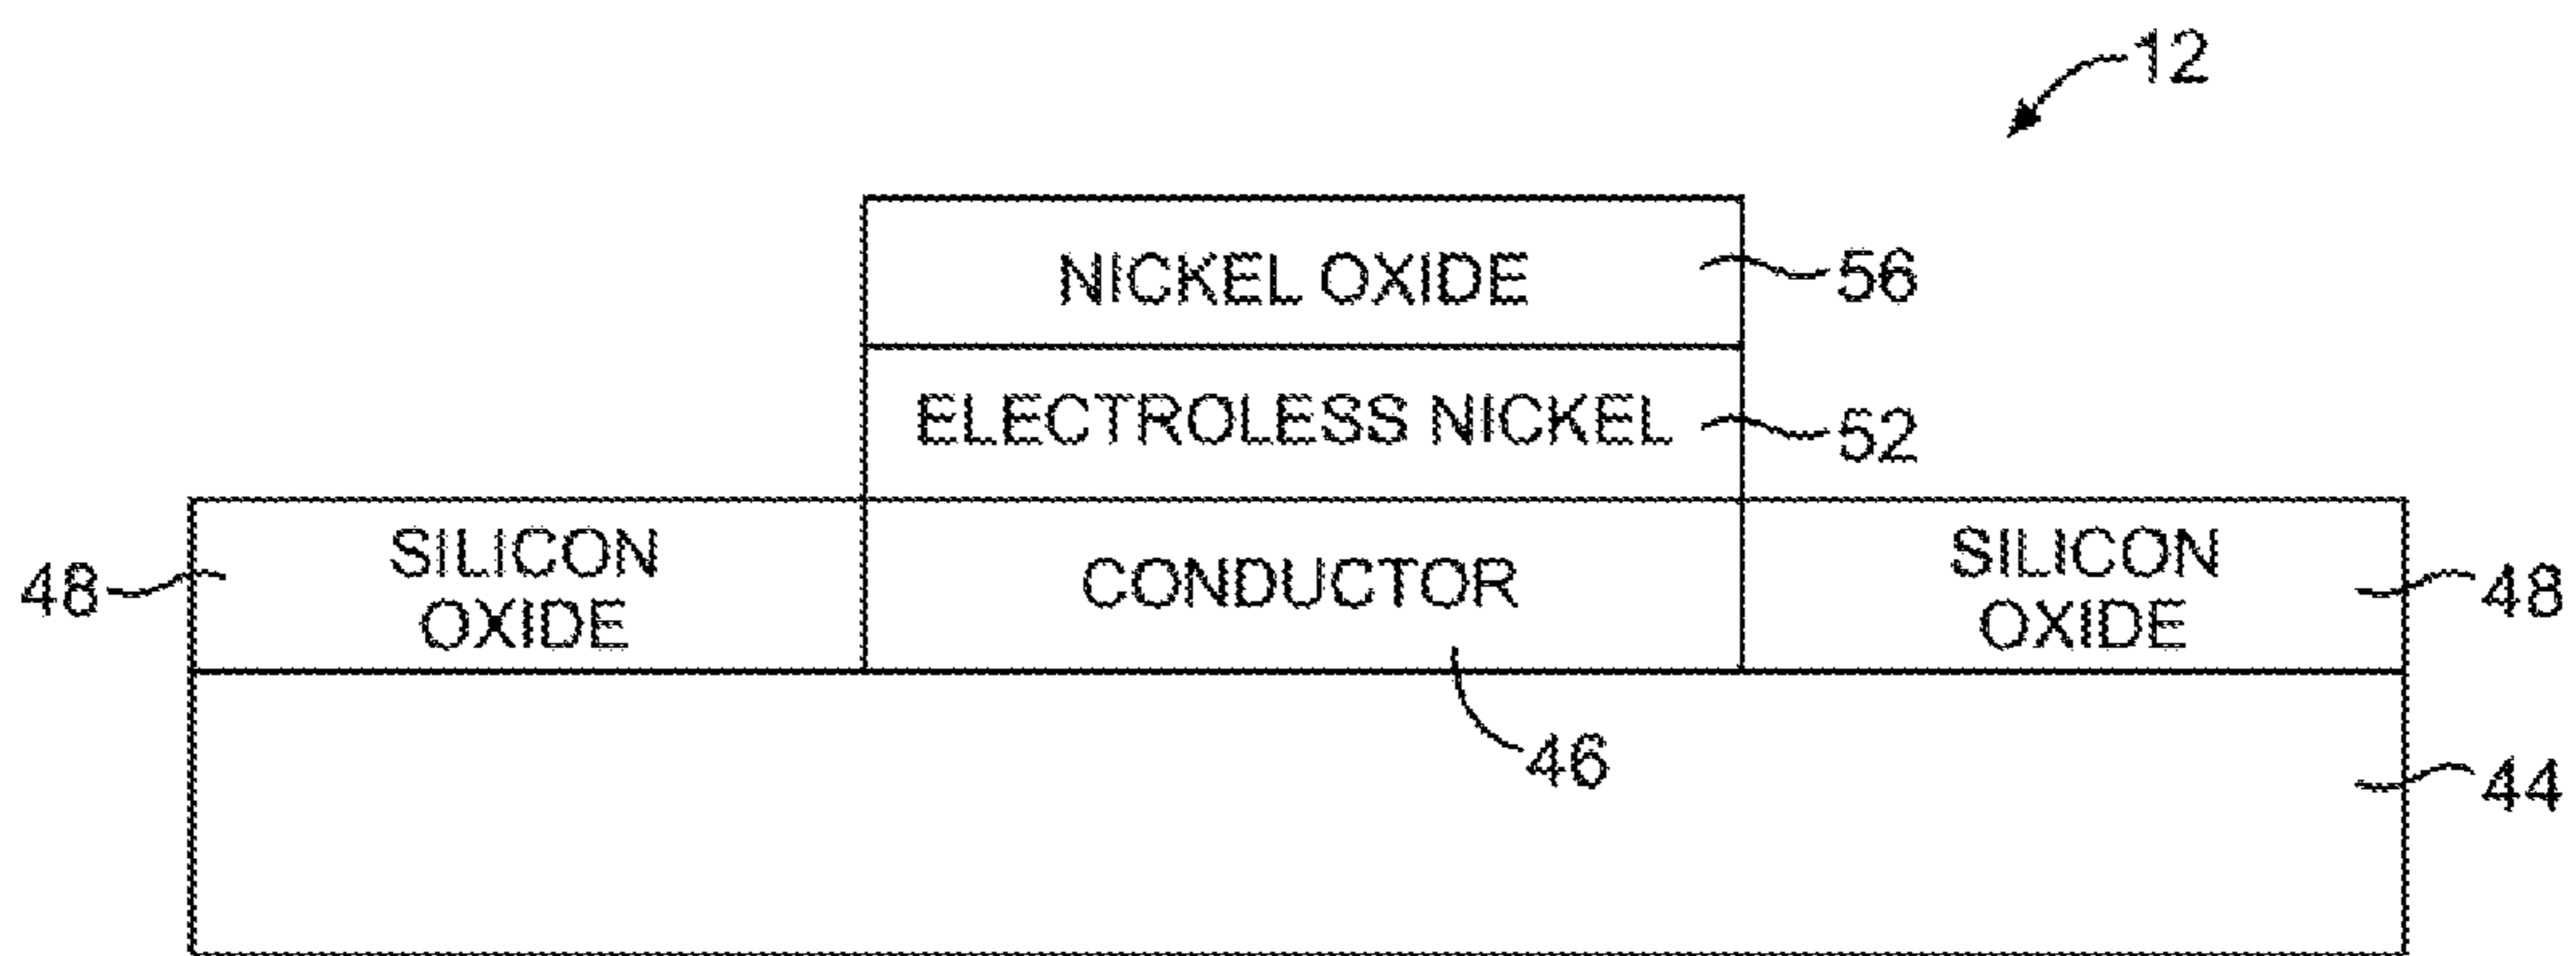 12
NICKEL OXIDE
56
ELECTROLESS NICKEL
52
48
SILICON
OXIDE
CONDUCTOR
SILICON
OXIDE
48
46
44